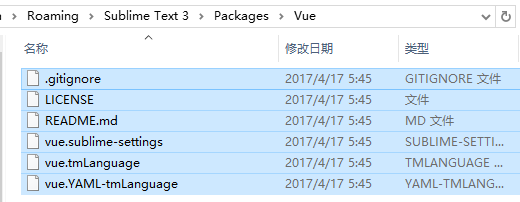 Roaming > Sublime Text 3 > Packages > Vue
名称 修改日期 类型
.gitignore 2017/4/17 5:45 GITIGNORE 文件
LICENSE 2017/4/17 5:45 文件
README.md 2017/4/17 5:45 MD 文件
vue.sublime-settings 2017/4/17 5:45 SUBLIME-SETTI...
vue.tmLanguage 2017/4/17 5:45 TMLANGUAGE ...
vue.YAML-tmLanguage 2017/4/17 5:45 YAML-TMLANG...